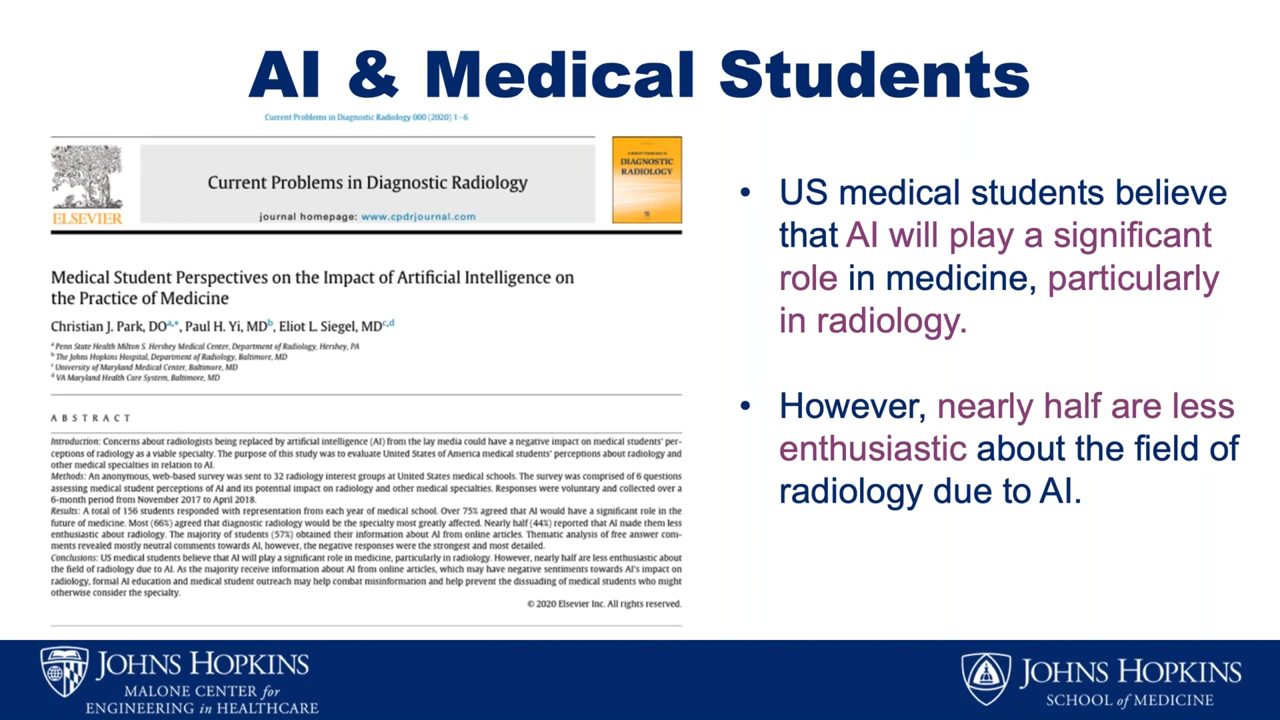 AI & Medical Students
Current Problems in Diagnostic Radiology 000 (2020) 1–6
ELSEVIER
Current Problems in Diagnostic Radiology
journal homepage: www.cpdrjournal.com
DIAGNOSTIC
RADIOLOGY
Medical Student Perspectives on the Impact of Artificial Intelligence on
the Practice of Medicine
Christian J. Park, DOa,*, Paul H. Yi, MDb, Eliot L. Siegel, MDc,d
a Penn State Health Milton S. Hershey Medical Center, Department of Radiology, Hershey, PA
b The Johns Hopkins Hospital, Department of Radiology, Baltimore, MD
c University of Maryland Medical Center, Baltimore, MD
d VA Maryland Health Care System, Baltimore, MD
ABSTRACT
Introduction: Concerns about radiologists being replaced by artificial intelligence (AI) from the lay media could have a negative impact on medical students' per-
ceptions of radiology as a viable specialty. The purpose of this study was to evaluate United States of America medical students' perceptions about radiology and
other medical specialties in relation to AI.
Methods: An anonymous, web-based survey was sent to 32 radiology interest groups at United States medical schools. The survey was comprised of 6 questions
assessing medical student perceptions of AI and its potential impact on radiology and other medical specialties. Responses were voluntary and collected over a
6-month period from November 2017 to April 2018.
Results: A total of 156 students responded with representation from each year of medical school. Over 75% agreed that AI would have a significant role in the
future of medicine. Most (66%) agreed that diagnostic radiology would be the specialty most greatly affected. Nearly half (44%) reported that AI made them less
enthusiastic about radiology. The majority of students (57%) obtained their information about AI from online articles. Thematic analysis of free answer com-
ments revealed mostly neutral comments towards AI, however, the negative responses were the strongest and most detailed.
Conclusions: US medical students believe that AI will play a significant role in medicine, particularly in radiology. However, nearly half are less enthusiastic about
the field of radiology due to AI. As the majority receive information about AI from online articles, which may have negative sentiments towards AI's impact on
radiology, formal AI education and medical student outreach may help combat misinformation and help prevent the dissuading of medical students who might
otherwise consider the specialty.
© 2020 Elsevier Inc. All rights reserved.
• US medical students believe
that AI will play a significant
role in medicine, particularly
in radiology.
• However, nearly half are less
enthusiastic about the field of
radiology due to AI.
JOHNS HOPKINS
MALONE CENTER for
ENGINEERING in HEALTHCARE
JOHNS HOPKINS
SCHOOL of MEDICINE